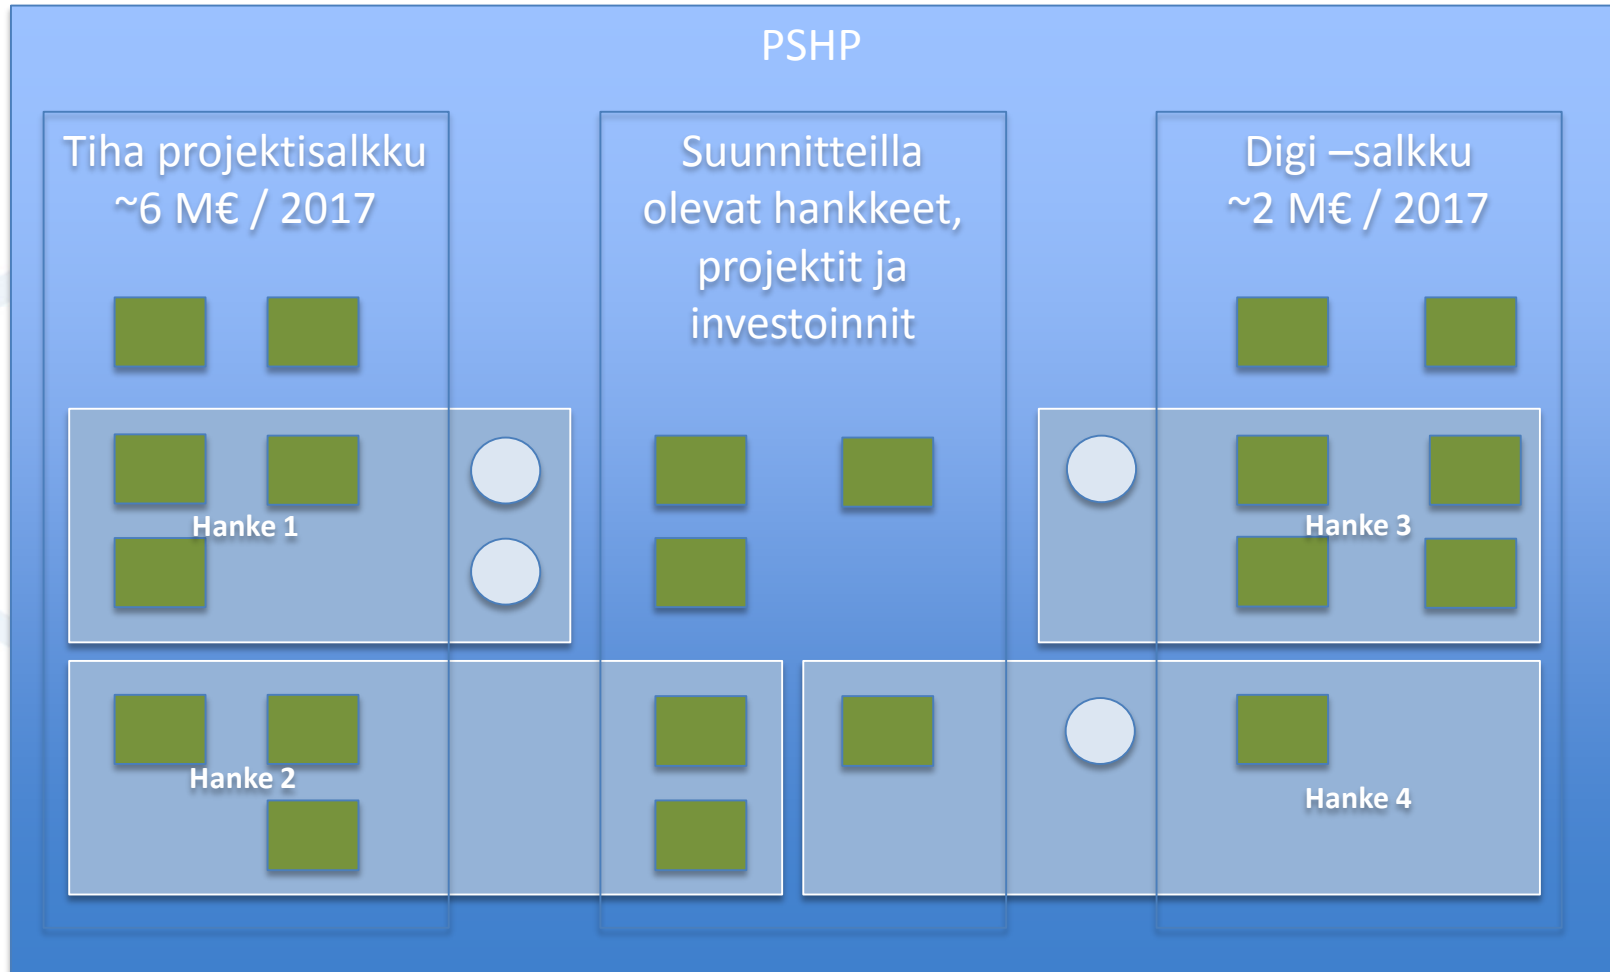 PSHP
Tiha projektisalkku
~6 M€ / 2017
Suunnitteilla
olevat hankkeet,
projektit ja
investoinnit
Digi –salkku
~2 M€ / 2017
Hanke 1
Hanke 3
Hanke 2
Hanke 4